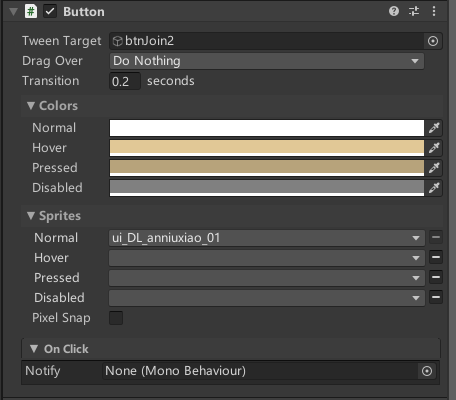 Button
Tween Target btnJoin2
Drag Over Do Nothing
Transition 0.2 seconds
Colors
Normal
Hover
Pressed
Disabled
Sprites
Normal ui_DL_anniuxiao_01
Hover
Pressed
Disabled
Pixel Snap
On Click
Notify None (Mono Behaviour)